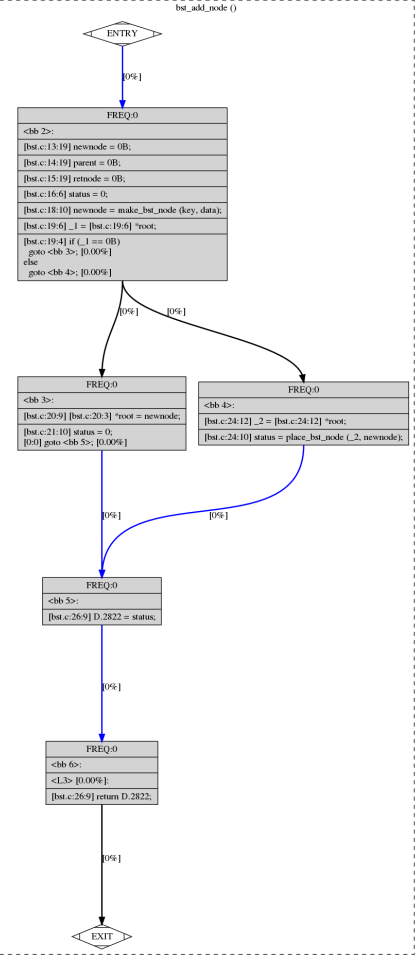 bst_add_node ()
ENTRY
[0%]
FREQ:0
<bb 2>:
[bst.c:13:19] newnode = 0B;
[bst.c:14:19] parent = 0B;
[bst.c:15:19] retnode = 0B;
[bst.c:16:6] status = 0;
[bst.c:18:10] newnode = make_bst_node (key, data);
[bst.c:19:6] _1 = [bst.c:19:6] *root;
[bst.c:19:4] if (_1 == 0B)
goto <bb 3>; [0.00%]
else
goto <bb 4>; [0.00%]
[0%]
[0%]
FREQ:0
<bb 3>:
[bst.c:20:9] [bst.c:20:3] *root = newnode;
[bst.c:21:10] status = 0;
[0:0] goto <bb 5>; [0.00%]
FREQ:0
<bb 4>:
[bst.c:24:12] _2 = [bst.c:24:12] *root;
[bst.c:24:10] status = place_bst_node (_2, newnode);
[0%]
[0%]
FREQ:0
<bb 5>:
[bst.c:26:9] D.2822 = status;
[0%]
FREQ:0
<bb 6>:
<L3> [0.00%]:
[bst.c:26:9] return D.2822;
[0%]
EXIT